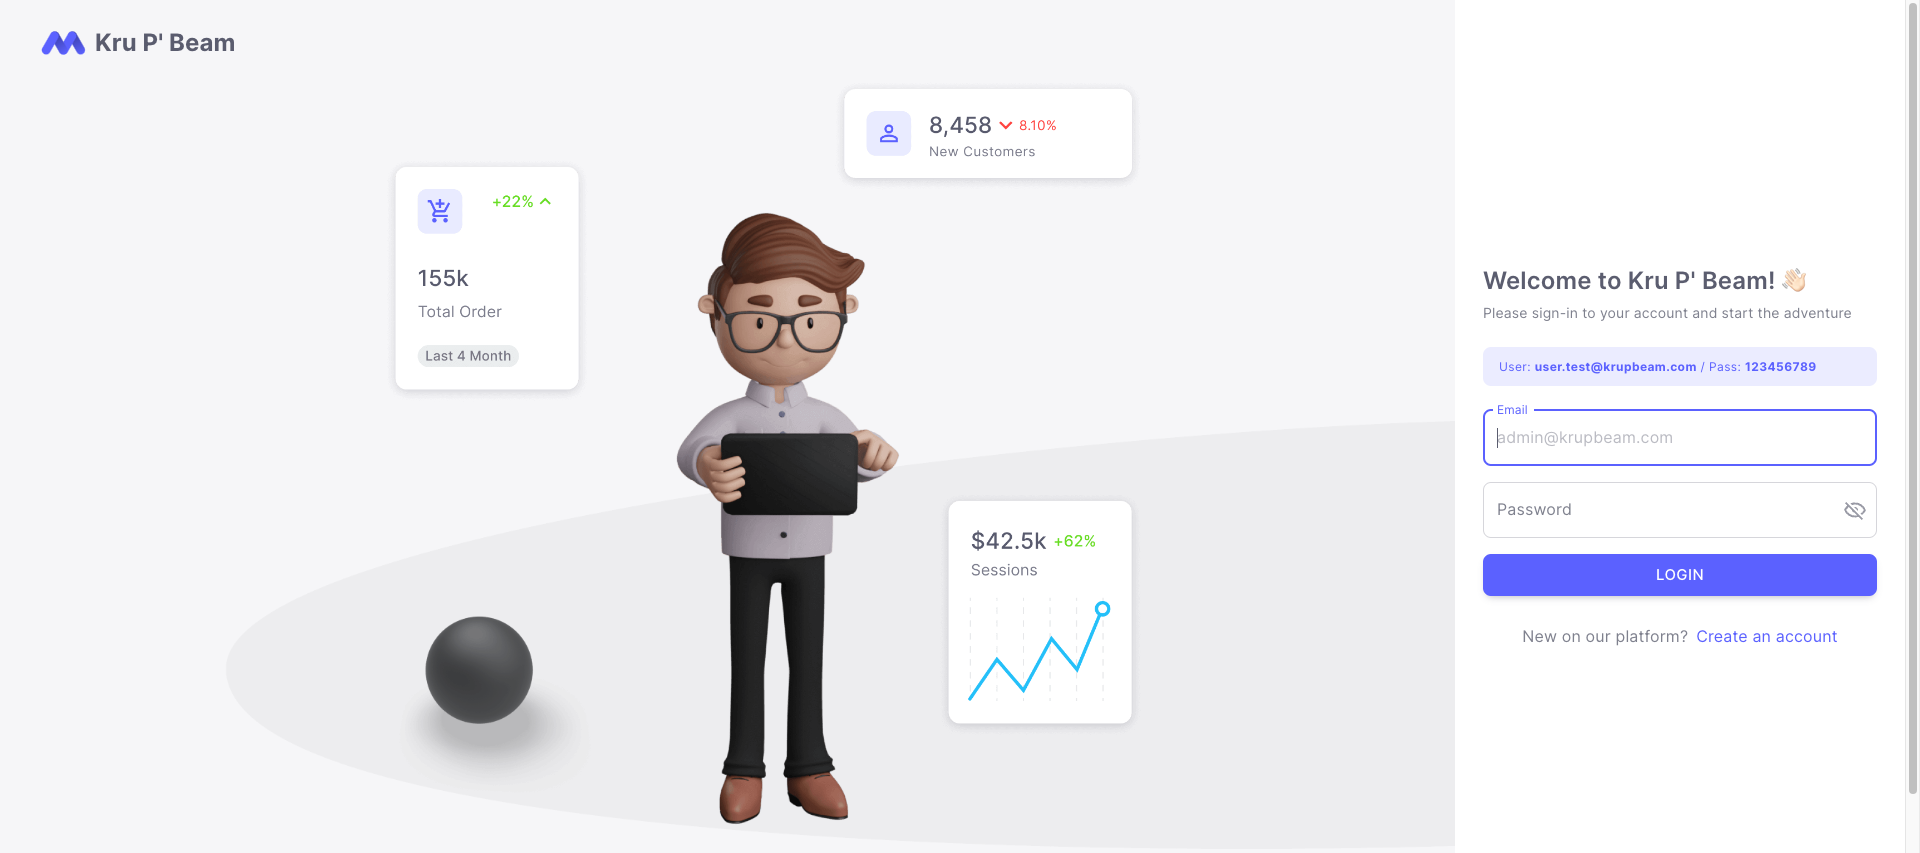 Kru P' Beam
8,458 8.10%
New Customers
+22%
155k
Total Order
Last 4 Month
$42.5k +62%
Sessions
Welcome to Kru P' Beam! 👋🏻
Please sign-in to your account and start the adventure
User: user.test@krupbeam.com / Pass: 123456789
Email
admin@krupbeam.com
Password
LOGIN
New on our platform? Create an account